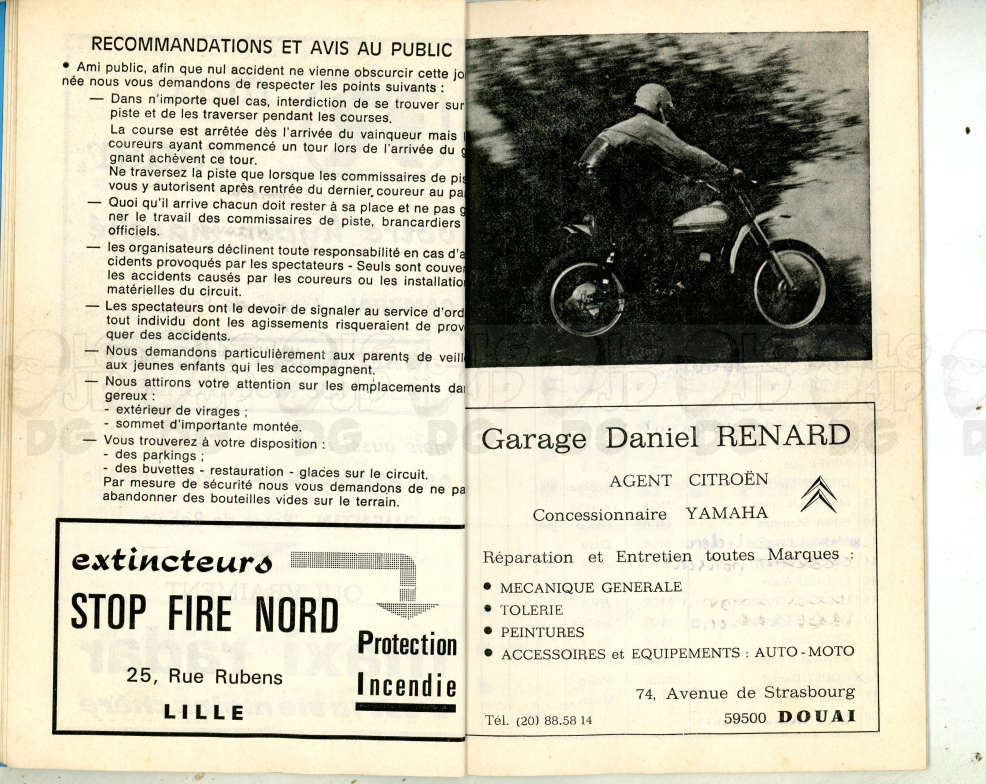 RECOMMANDATIONS ET AVIS AU PUBLIC
• Ami public, afin que nul accident ne vienne obscurcir cette jo
née nous vous demandons de respecter les points suivants :
— Dans n'importe quel cas, interdiction de se trouver sur
piste et de les traverser pendant les courses.
La course est arrêtée dès l'arrivée du vainqueur mais
coureurs ayant commencé un tour lors de l'arrivée du g
gnant achèvent ce tour.
Ne traversez la piste que lorsque les commissaires de pis
vous y autorisent après rentrée du dernier coureur au pa
— Quoi qu'il arrive chacun doit rester à sa place et ne pas g
ner le travail des commissaires de piste, brancardiers
officiels.
— les organisateurs déclinent toute responsabilité en cas d'a
cidents provoqués par les spectateurs - Seuls sont couver
les accidents causés par les coureurs ou les installation
matérielles du circuit.
— Les spectateurs ont le devoir de signaler au service d'ord
tout individu dont les agissements risqueraient de prov
quer des accidents.
— Nous demandons particulièrement aux parents de veill
aux jeunes enfants qui les accompagnent.
— Nous attirons votre attention sur les emplacements da
gereux :
- extérieur de virages ;
- sommet d'importante montée.
— Vous trouverez à votre disposition :
- des parkings ;
- des buvettes - restauration - glaces sur le circuit.
Par mesure de sécurité nous vous demandons de ne pa
abandonner des bouteilles vides sur le terrain.
extincteurs
STOP FIRE NORD
Protection
Incendie
25, Rue Rubens
LILLE
Garage Daniel RENARD
AGENT CITROËN
Concessionnaire YAMAHA
Réparation et Entretien toutes Marques :
• MECANIQUE GENERALE
• TOLERIE
• PEINTURES
• ACCESSOIRES et EQUIPEMENTS : AUTO-MOTO
74, Avenue de Strasbourg
Tél. (20) 88.58 14
59500 DOUAI